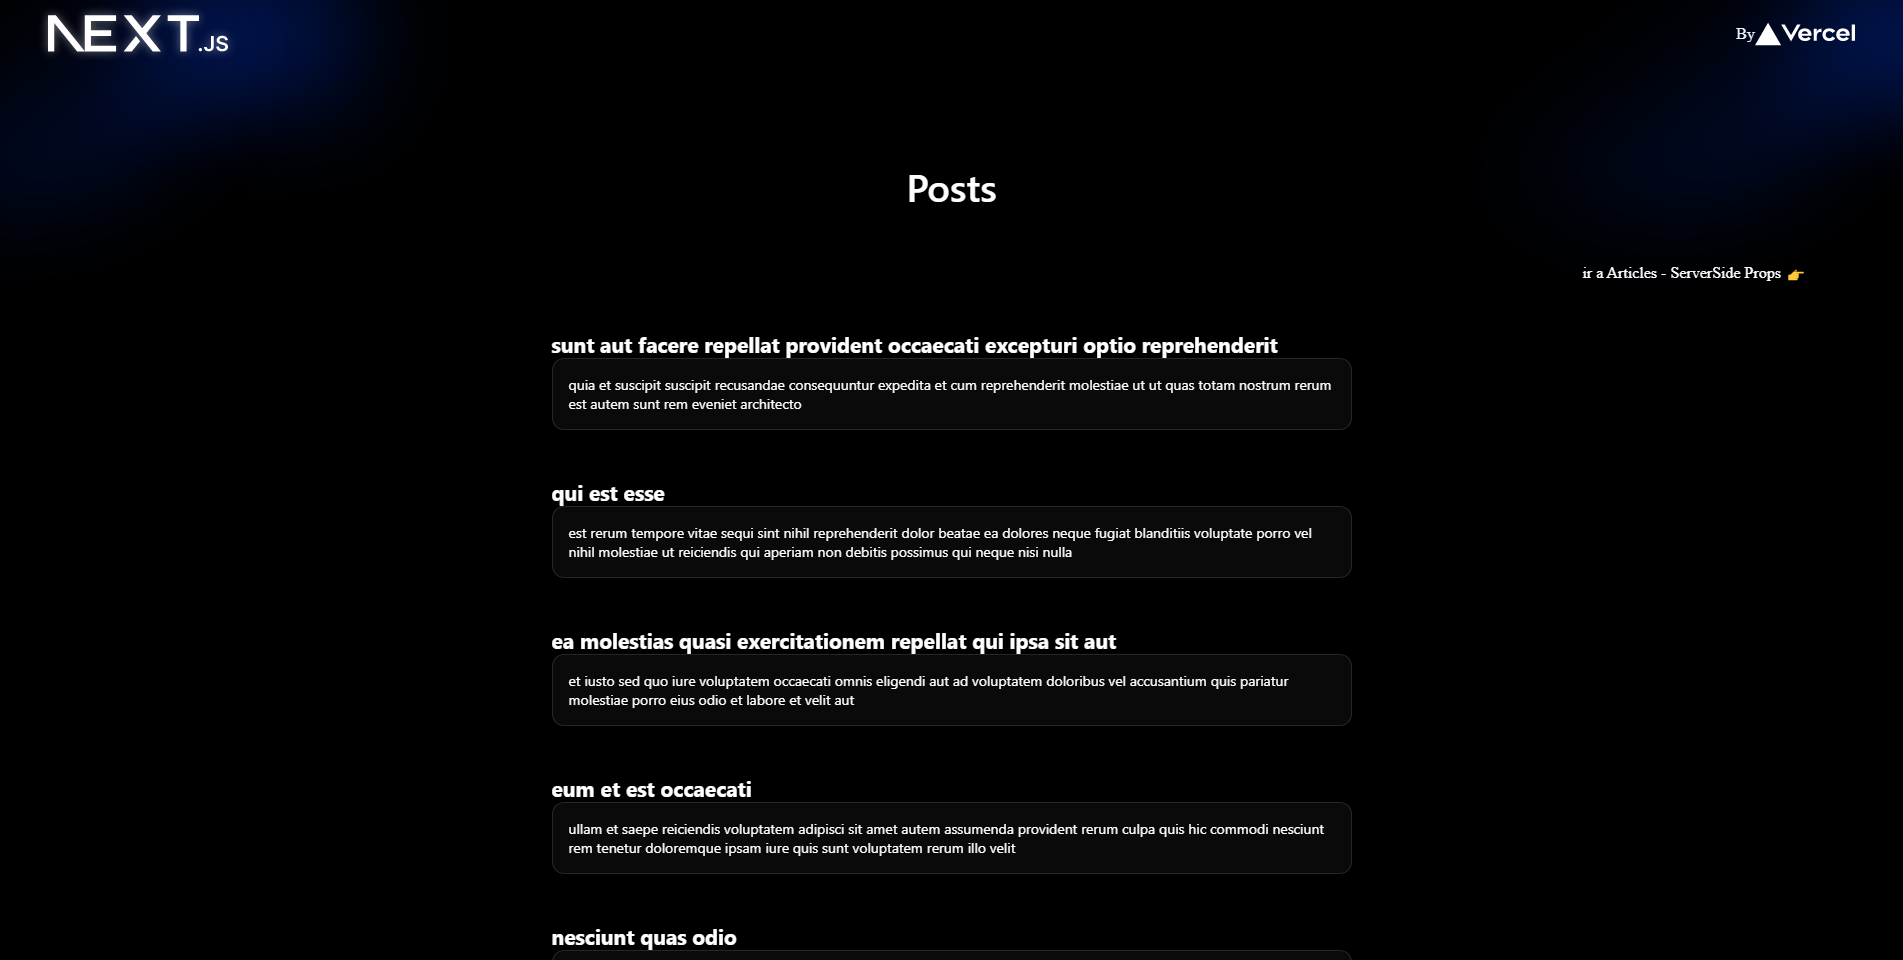 NEXT.JS
By Vercel
Posts
ir a Articles - ServerSide Props 👉
sunt aut facere repellat provident occaecati excepturi optio reprehenderit
quia et suscipit suscipit recusandae consequuntur expedita et cum reprehenderit molestiae ut ut quas totam nostrum rerum
est autem sunt rem eveniet architecto
qui est esse
est rerum tempore vitae sequi sint nihil reprehenderit dolor beatae ea dolores neque fugiat blanditiis voluptate porro vel
nihil molestiae ut reiciendis qui aperiam non debitis possimus qui neque nisi nulla
ea molestias quasi exercitationem repellat qui ipsa sit aut
et iusto sed quo iure voluptatem occaecati omnis eligendi aut ad voluptatem doloribus vel accusantium quis pariatur
molestiae porro eius odio et labore et velit aut
eum et est occaecati
ullam et saepe reiciendis voluptatem adipisci sit amet autem assumenda provident rerum culpa quis hic commodi nesciunt
rem tenetur doloremque ipsam iure quis sunt voluptatem rerum illo velit
nesciunt quas odio